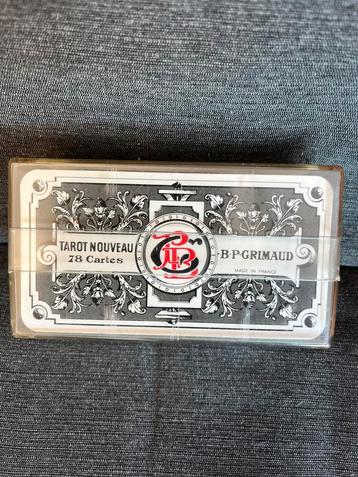 TAROT NOUVEAU
78 Cartes
B·P·GRIMAUD
MADE IN FRANCE